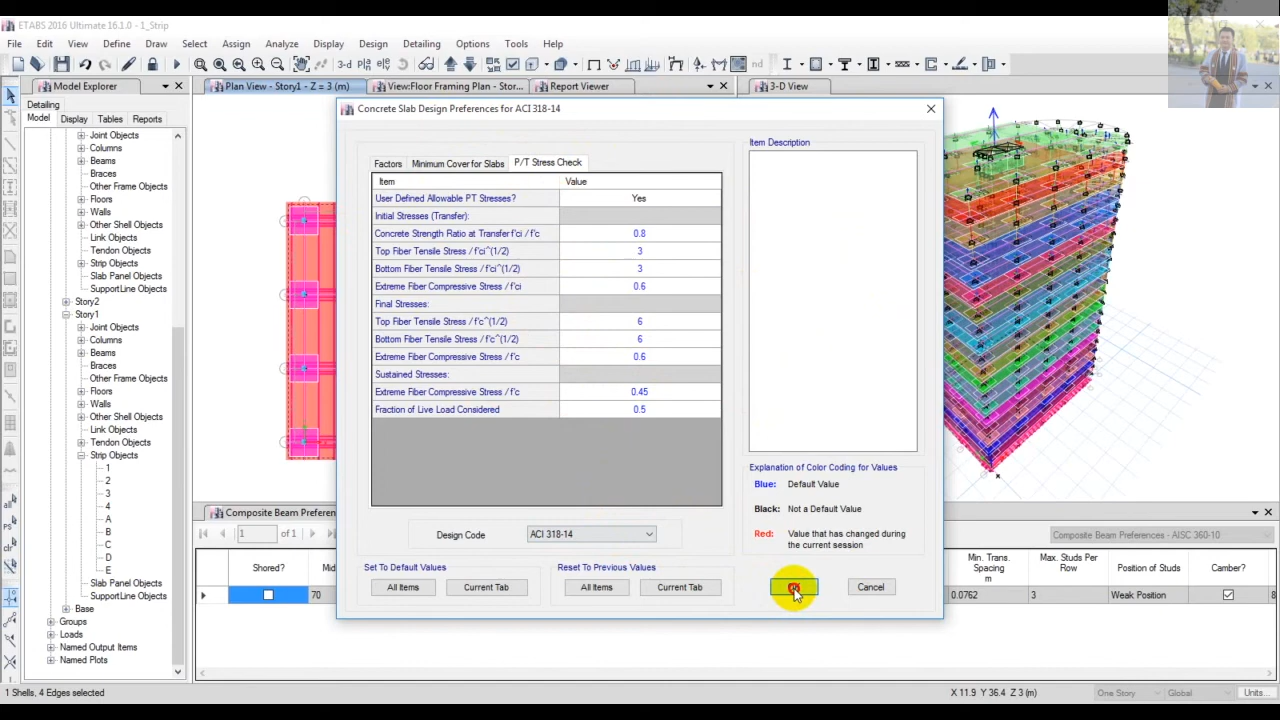 ETABS 2016 Ultimate 16.1.0 - 1_Strip
File Edit View Define Draw Select Assign Analyze Display Design Detailing Options Tools Help
3-d nd
Model Explorer
Plan View - Story1 - Z = 3 (m)
View:Floor Framing Plan - Stor...
Report Viewer
3-D View
Detailing
Model Display Tables Reports
Joint Objects
Columns
Beams
Braces
Other Frame Objects
Floors
Walls
Other Shell Objects
Link Objects
Tendon Objects
Strip Objects
Slab Panel Objects
SupportLine Objects
Story2
Story1
Joint Objects
Columns
Beams
Braces
Other Frame Objects
Floors
Walls
Other Shell Objects
Link Objects
Tendon Objects
Strip Objects
1
2
3
4
A
B
C
D
E
Slab Panel Objects
SupportLine Objects
Base
Groups
Loads
Named Output Items
Named Plots
Concrete Slab Design Preferences for ACI 318-14
Factors Minimum Cover for Slabs P/T Stress Check
Item Value
User Defined Allowable PT Stresses? Yes
Initial Stresses (Transfer):
Concrete Strength Ratio at Transfer f'ci / f'c 0.8
Top Fiber Tensile Stress / f'ci^(1/2) 3
Bottom Fiber Tensile Stress / f'ci^(1/2) 3
Extreme Fiber Compressive Stress / f'ci 0.6
Final Stresses:
Top Fiber Tensile Stress / f'c^(1/2) 6
Bottom Fiber Tensile Stress / f'c^(1/2) 6
Extreme Fiber Compressive Stress / f'c 0.6
Sustained Stresses:
Extreme Fiber Compressive Stress / f'c 0.45
Fraction of Live Load Considered 0.5
Item Description
Explanation of Color Coding for Values
Blue: Default Value
Black: Not a Default Value
Red: Value that has changed during
the current session
Design Code ACI 318-14
Set To Default Values
All Items Current Tab
Reset To Previous Values
All Items Current Tab
Cancel
Composite Beam Preferen
1 of 1
Composite Beam Preferences - AISC 360-10
Shored? Mid
Min. Trans.
Spacing
m
Max. Studs Per
Row
Position of Studs
Camber?
70 0.0762 3 Weak Position 8
1 Shells, 4 Edges selected
X 11.9 Y 36.4 Z 3 (m)
One Story Global Units...